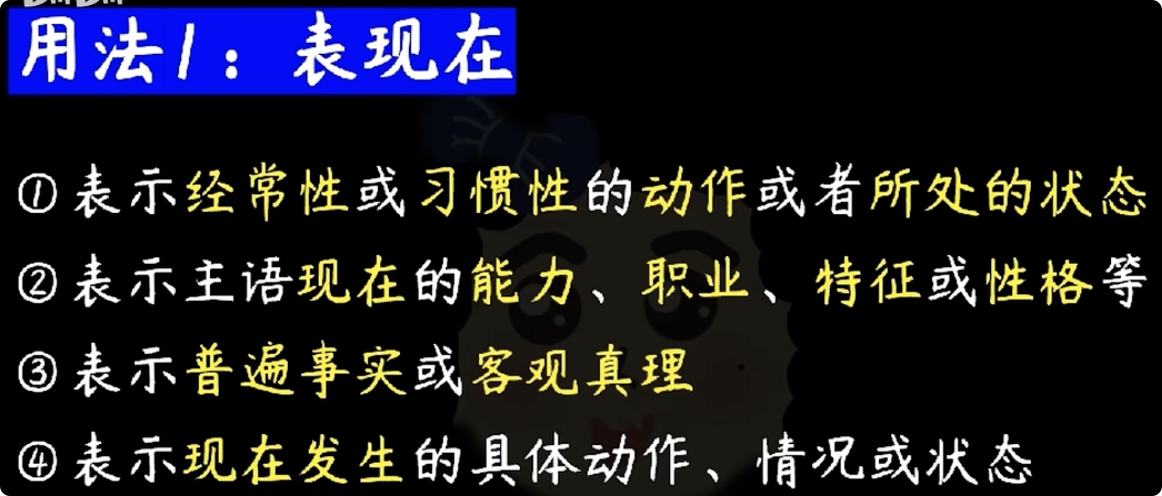 用法1：表现在
①表示经常性或习惯性的动作或者所处的状态
②表示主语现在的能力、职业、特征或性格等
③表示普遍事实或客观真理
④表示现在发生的具体动作、情况或状态